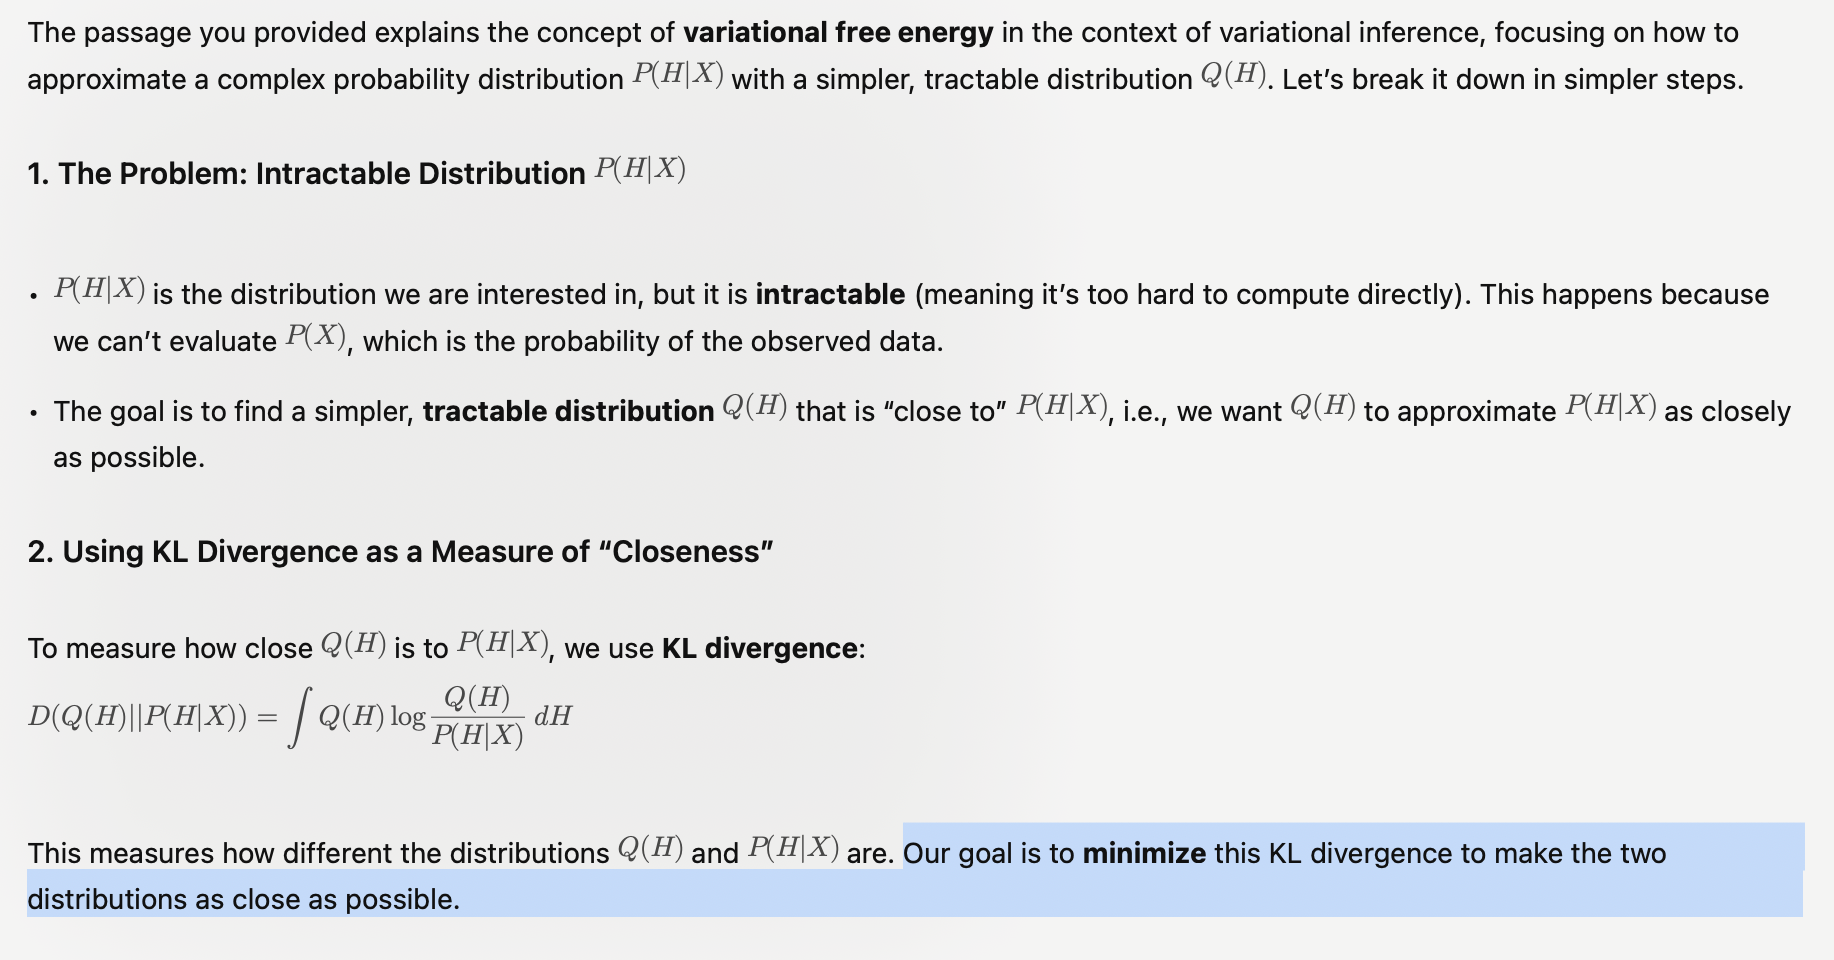 The passage you provided explains the concept of variational free energy in the context of variational inference, focusing on how to
approximate a complex probability distribution P(H|X) with a simpler, tractable distribution Q(H). Let’s break it down in simpler steps.
1. The Problem: Intractable Distribution P(H|X)
• P(H|X) is the distribution we are interested in, but it is intractable (meaning it’s too hard to compute directly). This happens because
we can’t evaluate P(X), which is the probability of the observed data.
• The goal is to find a simpler, tractable distribution Q(H) that is “close to” P(H|X), i.e., we want Q(H) to approximate P(H|X) as closely
as possible.
2. Using KL Divergence as a Measure of “Closeness”
To measure how close Q(H) is to P(H|X), we use KL divergence:
D(Q(H)||P(H|X)) = ∫ Q(H) log \frac{Q(H)}{P(H|X)} dH
This measures how different the distributions Q(H) and P(H|X) are. Our goal is to minimize this KL divergence to make the two
distributions as close as possible.